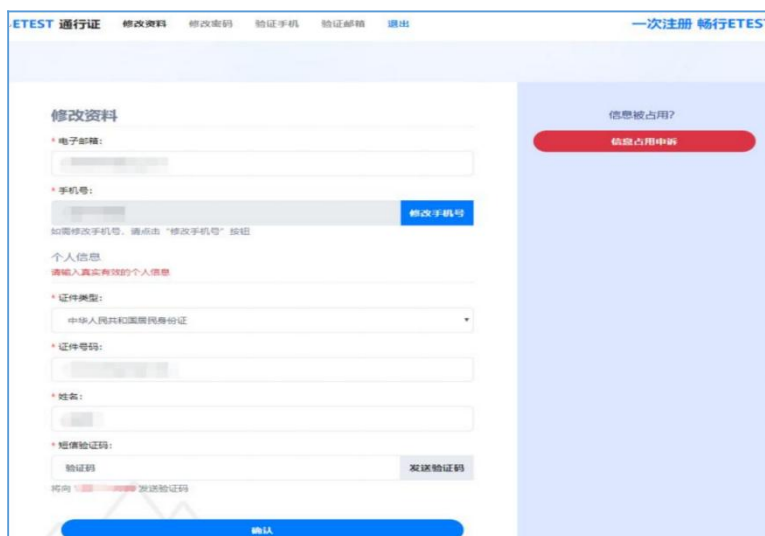 ETEST 通行证 修改资料 修改密码 验证手机 验证邮箱 退出 一次注册 畅行ETEST
修改资料
* 电子邮箱:
* 手机号:
修改手机号
如需修改手机号，请点击“修改手机号”按钮
个人信息
请输入真实有效的个人信息
* 证件类型:
中华人民共和国居民身份证
* 证件号码:
* 姓名:
* 短信验证码:
验证码 发送验证码
将向 发送验证码
确认
信息被占用?
信息占用申诉